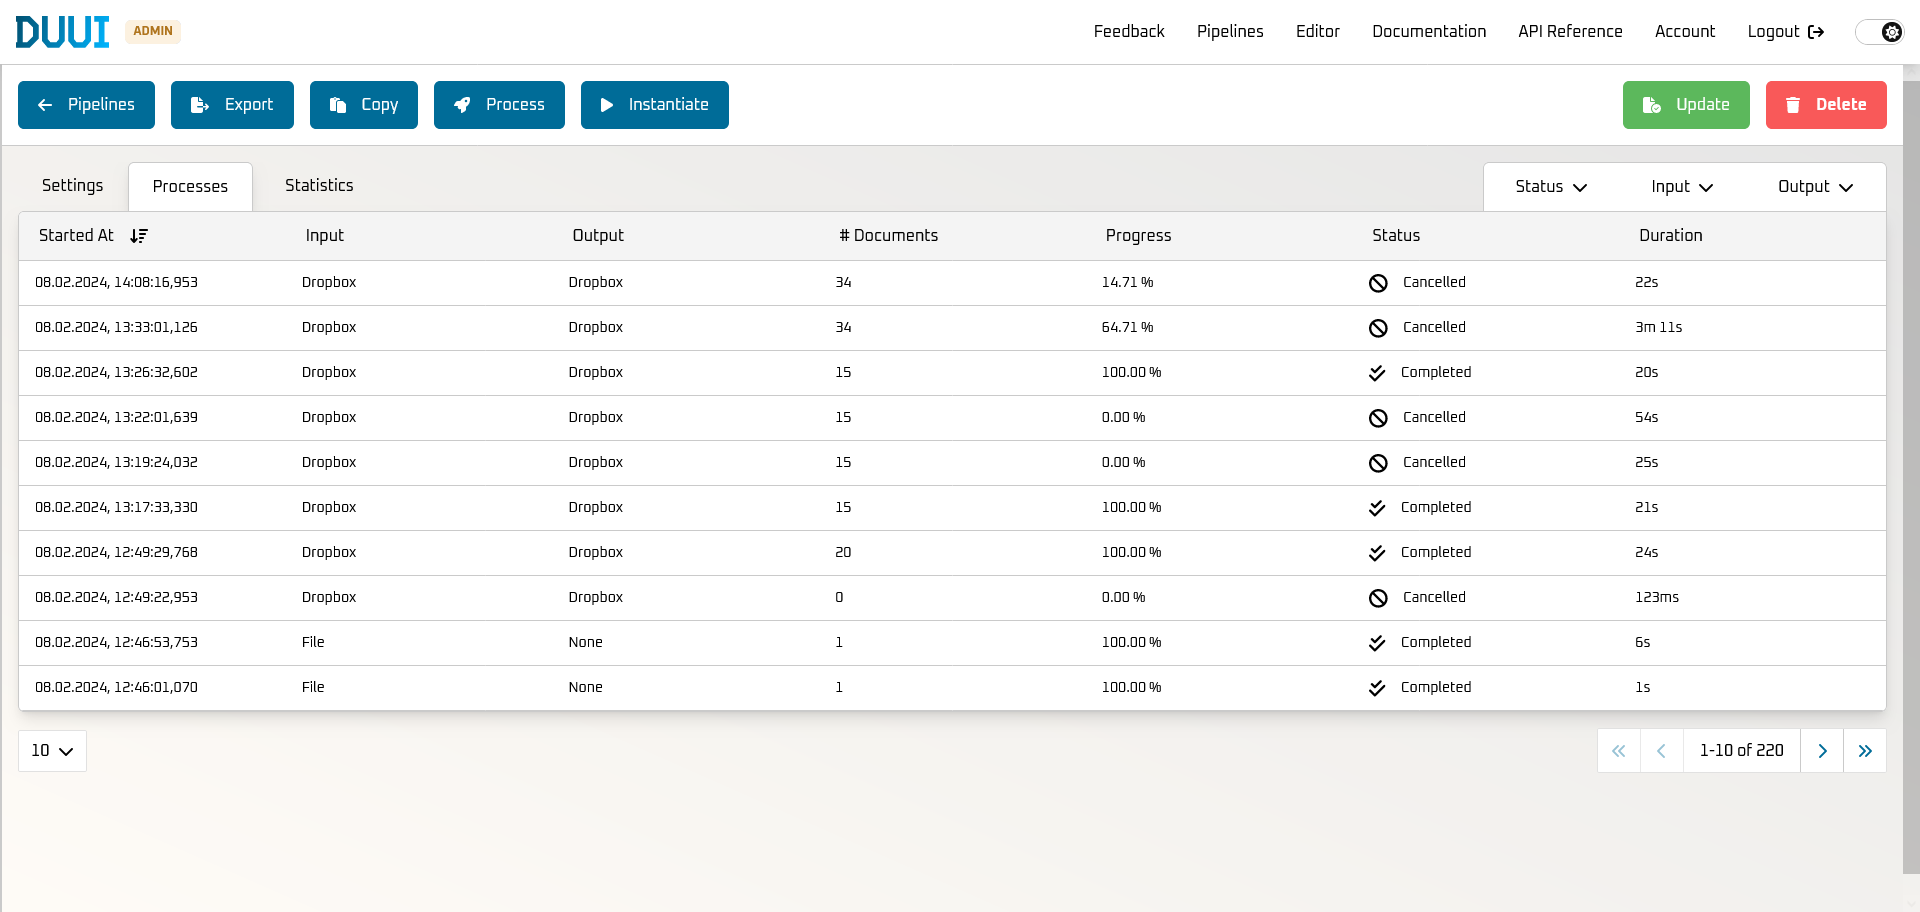 DUUI ADMIN Feedback Pipelines Editor Documentation API Reference Account Logout
Pipelines Export Copy Process Instantiate Update Delete
Settings Processes Statistics Status Input Output
Started At Input Output # Documents Progress Status Duration
08.02.2024, 14:08:16,953 Dropbox Dropbox 34 14.71 % Cancelled 22s
08.02.2024, 13:33:01,126 Dropbox Dropbox 34 64.71 % Cancelled 3m 11s
08.02.2024, 13:26:32,602 Dropbox Dropbox 15 100.00 % Completed 20s
08.02.2024, 13:22:01,639 Dropbox Dropbox 15 0.00 % Cancelled 54s
08.02.2024, 13:19:24,032 Dropbox Dropbox 15 0.00 % Cancelled 25s
08.02.2024, 13:17:33,330 Dropbox Dropbox 15 100.00 % Completed 21s
08.02.2024, 12:49:29,768 Dropbox Dropbox 20 100.00 % Completed 24s
08.02.2024, 12:49:22,953 Dropbox Dropbox 0 0.00 % Cancelled 123ms
08.02.2024, 12:46:53,753 File None 1 100.00 % Completed 6s
08.02.2024, 12:46:01,070 File None 1 100.00 % Completed 1s
10 1-10 of 220